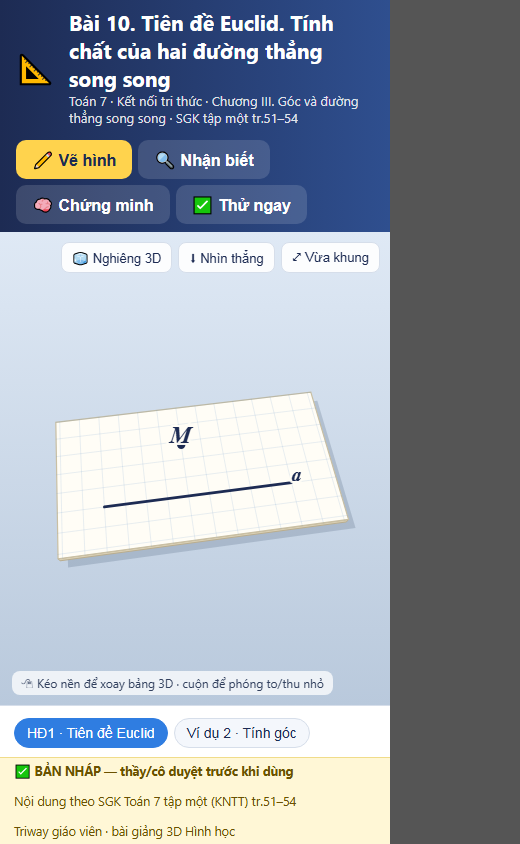 Bài 10. Tiên đề Euclid. Tính
chất của hai đường thẳng
song song
Toán 7 · Kết nối tri thức · Chương III. Góc và đường
thẳng song song · SGK tập một tr.51–54
Vẽ hình
Nhận biết
Chứng minh
Thử ngay
Nghiêng 3D
Nhìn thẳng
Vừa khung
M
a
Kéo nền để xoay bảng 3D · cuộn để phóng to/thu nhỏ
HĐ1 · Tiên đề Euclid
Ví dụ 2 · Tính góc
BẢN NHÁP — thầy/cô duyệt trước khi dùng
Nội dung theo SGK Toán 7 tập một (KNTT) tr.51–54
Triway giáo viên · bài giảng 3D Hình học